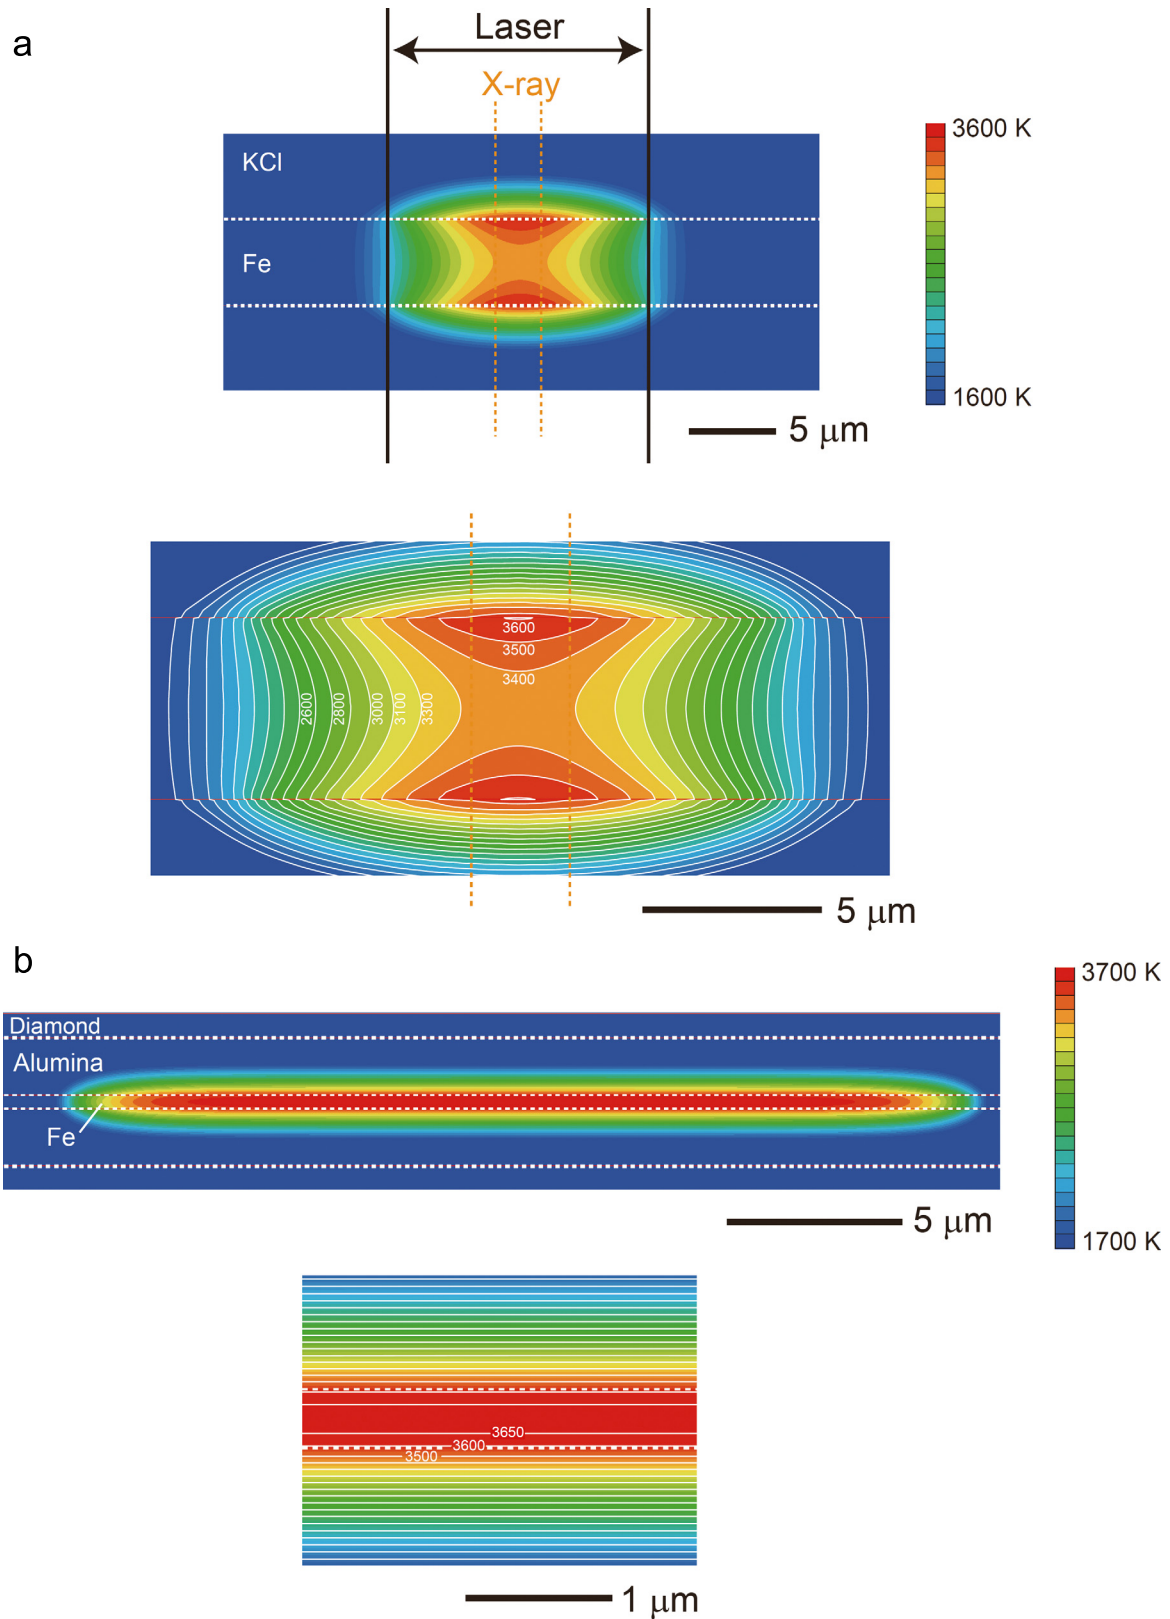 a
Laser
X-ray
KCl
Fe
3600 K
1600 K
5 μm
3600
3500
3400
2600
2800
3000
3100
3300
5 μm
b
Diamond
Alumina
Fe
3700 K
1700 K
5 μm
3650
3600
3500
1 μm